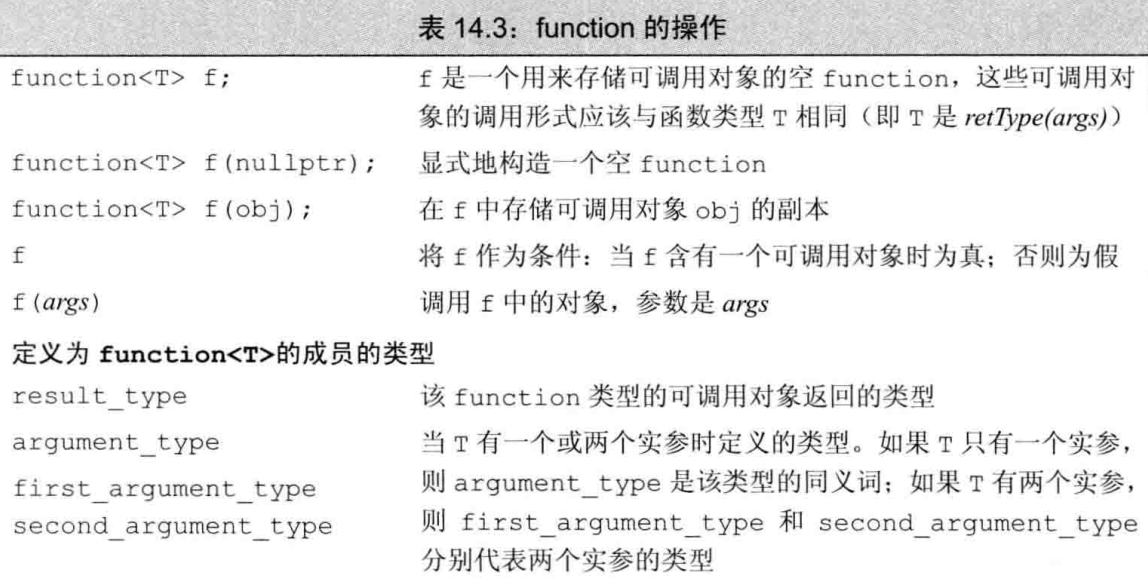 表 14.3：function 的操作
function<T> f; f 是一个用来存储可调用对象的空 function，这些可调用对
象的调用形式应该与函数类型 T 相同（即 T 是 retType(args)）
function<T> f(nullptr); 显式地构造一个空 function
function<T> f(obj); 在 f 中存储可调用对象 obj 的副本
f 将 f 作为条件：当 f 含有一个可调用对象时为真；否则为假
f(args) 调用 f 中的对象，参数是 args
定义为 function<T>的成员的类型
result_type 该 function 类型的可调用对象返回的类型
argument_type 当 T 有一个或两个实参时定义的类型。如果 T 只有一个实参，
first_argument_type 则 argument_type 是该类型的同义词；如果 T 有两个实参，
second_argument_type 则 first_argument_type 和 second_argument_type
分别代表两个实参的类型